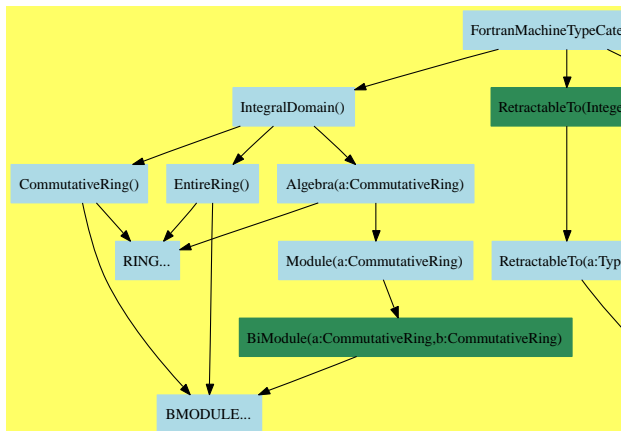 FortranMachineTypeCate
IntegralDomain()
RetractableTo(Intege
CommutativeRing()
EntireRing()
Algebra(a:CommutativeRing)
RING...
Module(a:CommutativeRing)
RetractableTo(a:Typ
BiModule(a:CommutativeRing,b:CommutativeRing)
BMODULE...